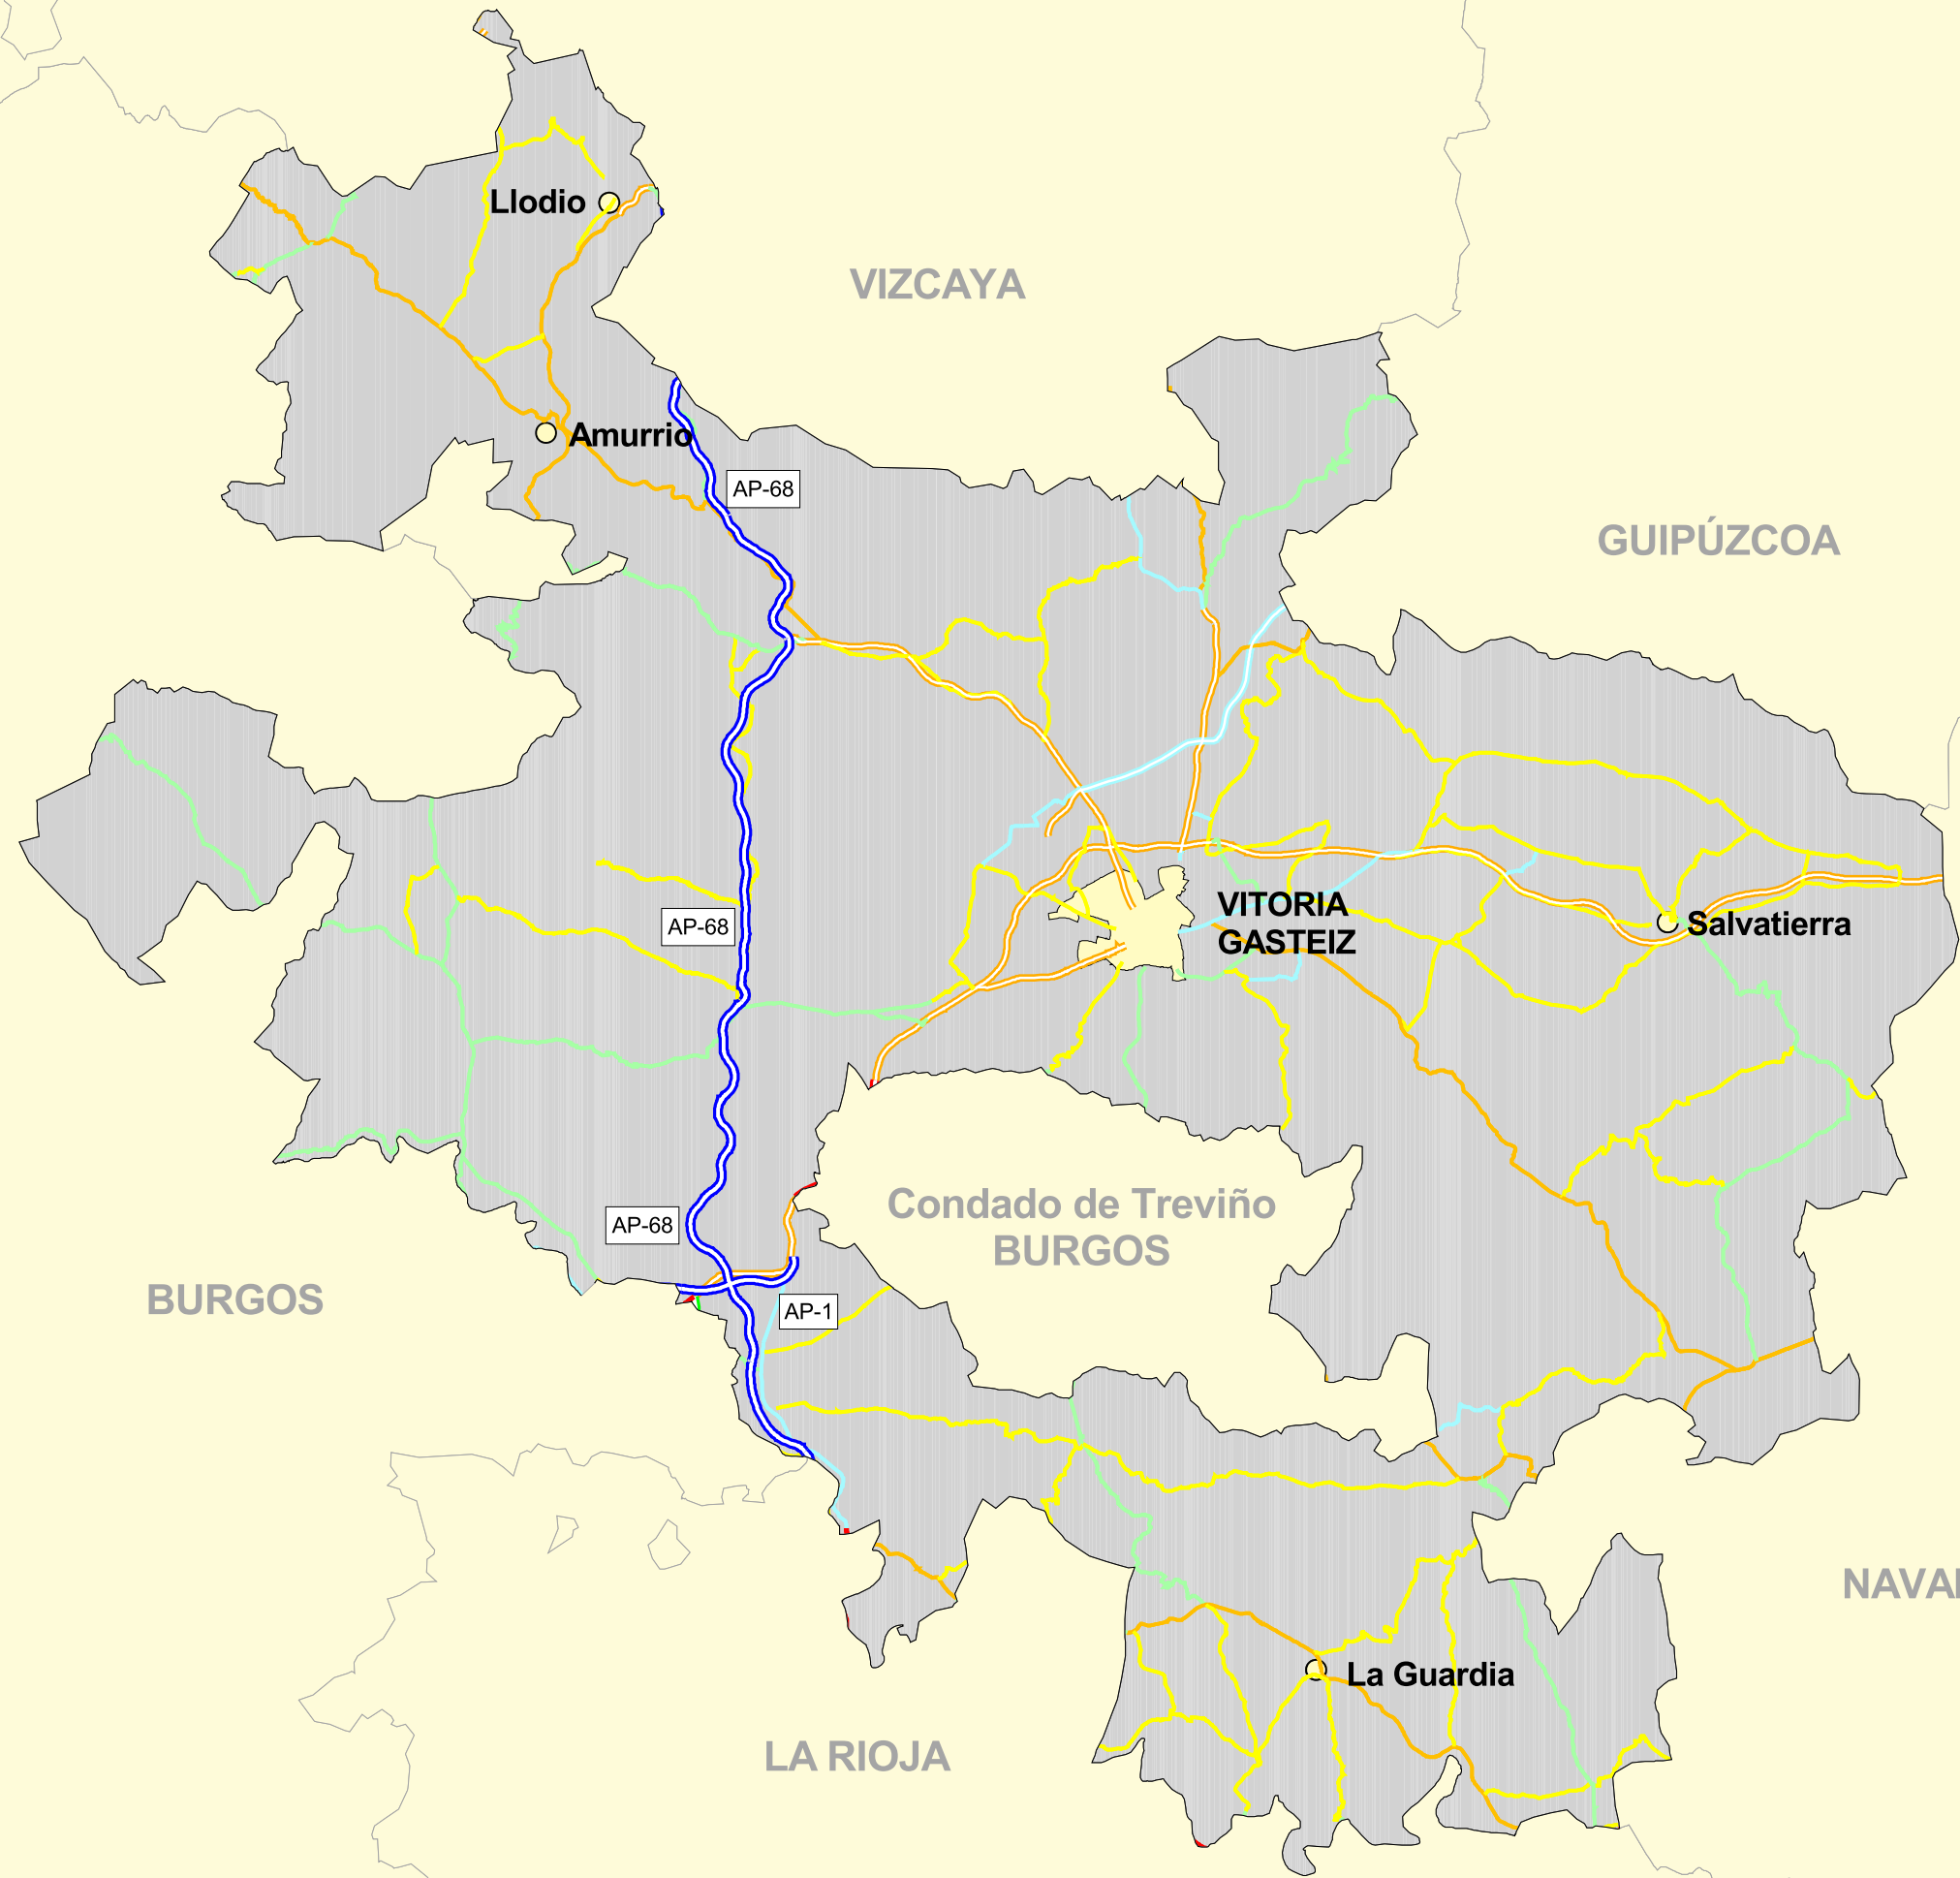 Llodio
VIZCAYA
Amurrio
AP-68
GUIPÚZCOA
VITORIA
GASTEIZ
AP-68
Salvatierra
Condado de Treviño
BURGOS
AP-68
BURGOS
AP-1
NAVA
La Guardia
LA RIOJA